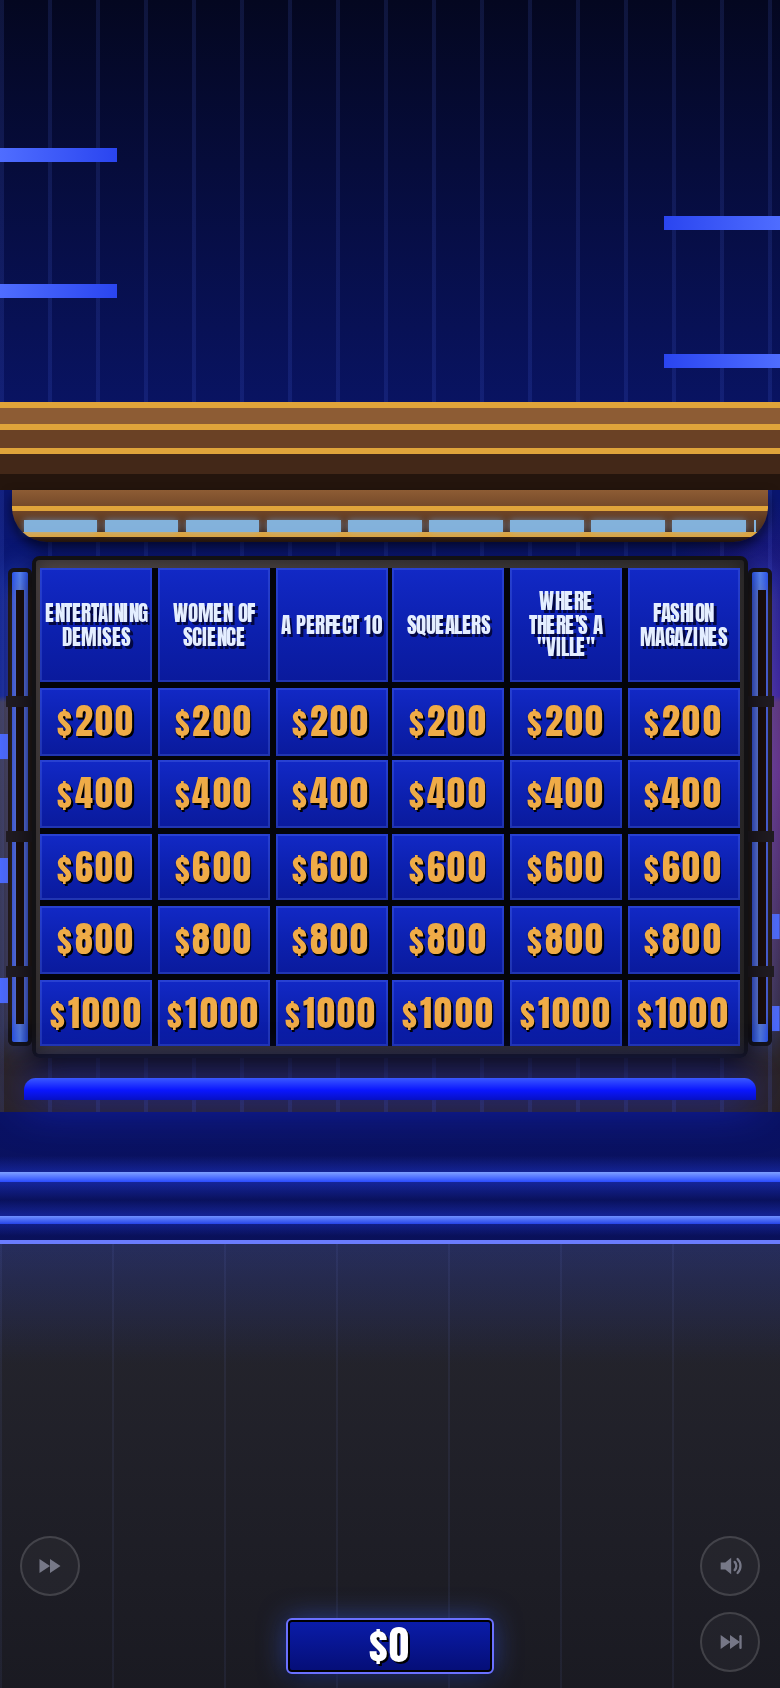 ENTERTAINING
DEMISES
WOMEN OF
SCIENCE
A PERFECT 10
SQUEALERS
WHERE
THERE'S A
"VILLE"
FASHION
MAGAZINES
$200 $200 $200 $200 $200 $200
$400 $400 $400 $400 $400 $400
$600 $600 $600 $600 $600 $600
$800 $800 $800 $800 $800 $800
$1000 $1000 $1000 $1000 $1000 $1000
$0